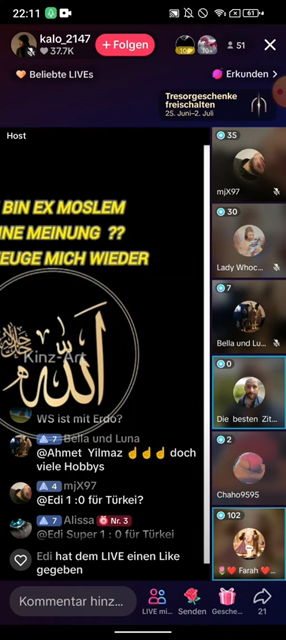 22:11
61
kalo_2147
37.7K
+ Folgen
51
Beliebte LIVEs
Erkunden >
Tresorgeschenke
freischalten
25. Juni–2. Juli
Host
35
mjX97
BIN EX MOSLEM
INE MEINUNG ??
EUGE MICH WIEDER
30
Lady Whoc...
الله
جل جلاله
Kinz-Art
7
Bella und Lu...
WS ist mit Erdo?
7 Bella und Luna
@Ahmet Yilmaz ☝☝☝ doch
viele Hobbys
0
Die besten Zit...
4 mjX97
@Edi 1 :0 für Türkei?
2
Chaho9595
7 Alissa Nr. 3
@Edi Super 1 : 0 für Türkei
Edi hat dem LIVE einen Like
gegeben
102
Farah ...
Kommentar hinz...
LIVE mi...
Senden
Gesche...
21